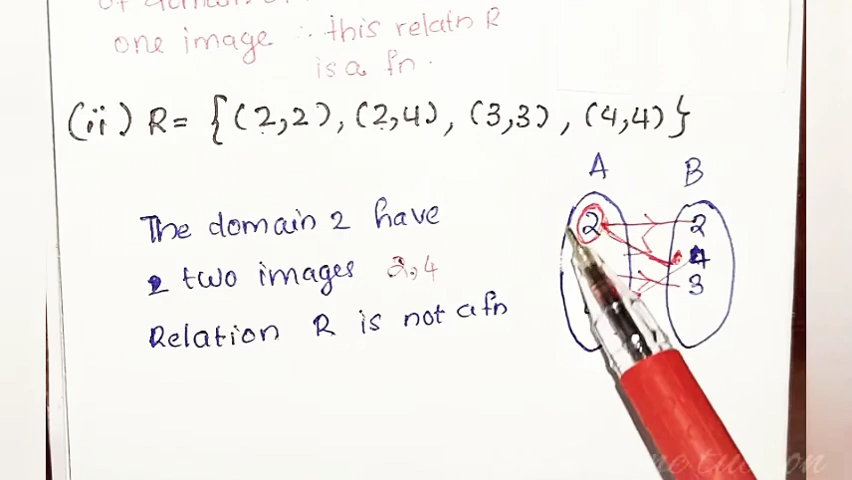 one image ∴ this relatn R
is a fn.
(ii) R = {(2,2), (2,4), (3,3), (4,4)}
A B
The domain 2 have
two images 2,4
Relation R is not a fn
2 2
4
3